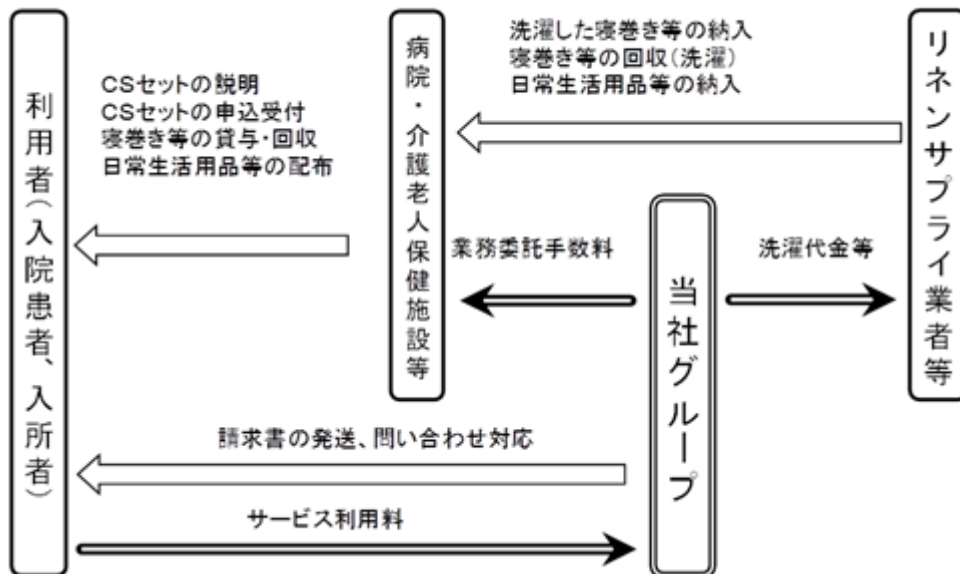 洗濯した寝巻き等の納入
寝巻き等の回収(洗濯)
日常生活用品等の納入
CSセットの説明
CSセットの申込受付
寝巻き等の貸与・回収
日常生活用品等の配布
利用者(入院患者、入所者)
病院・介護老人保健施設等
リネンサプライ業者等
業務委託手数料
当社グループ
洗濯代金等
請求書の発送、問い合わせ対応
サービス利用料